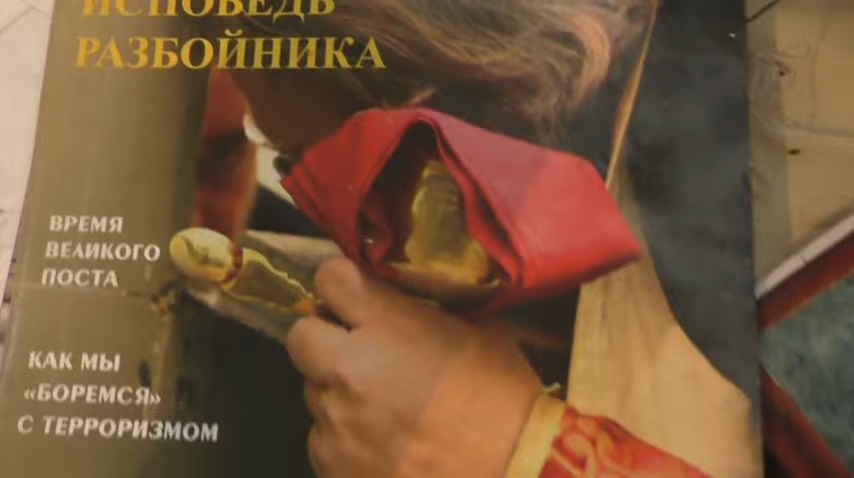 ИСПОВЕДЬ
РАЗБОЙНИКА
ВРЕМЯ
ВЕЛИКОГО
ПОСТА
КАК МЫ
«БОРЕМСЯ»
С ТЕРРОРИЗМОМ